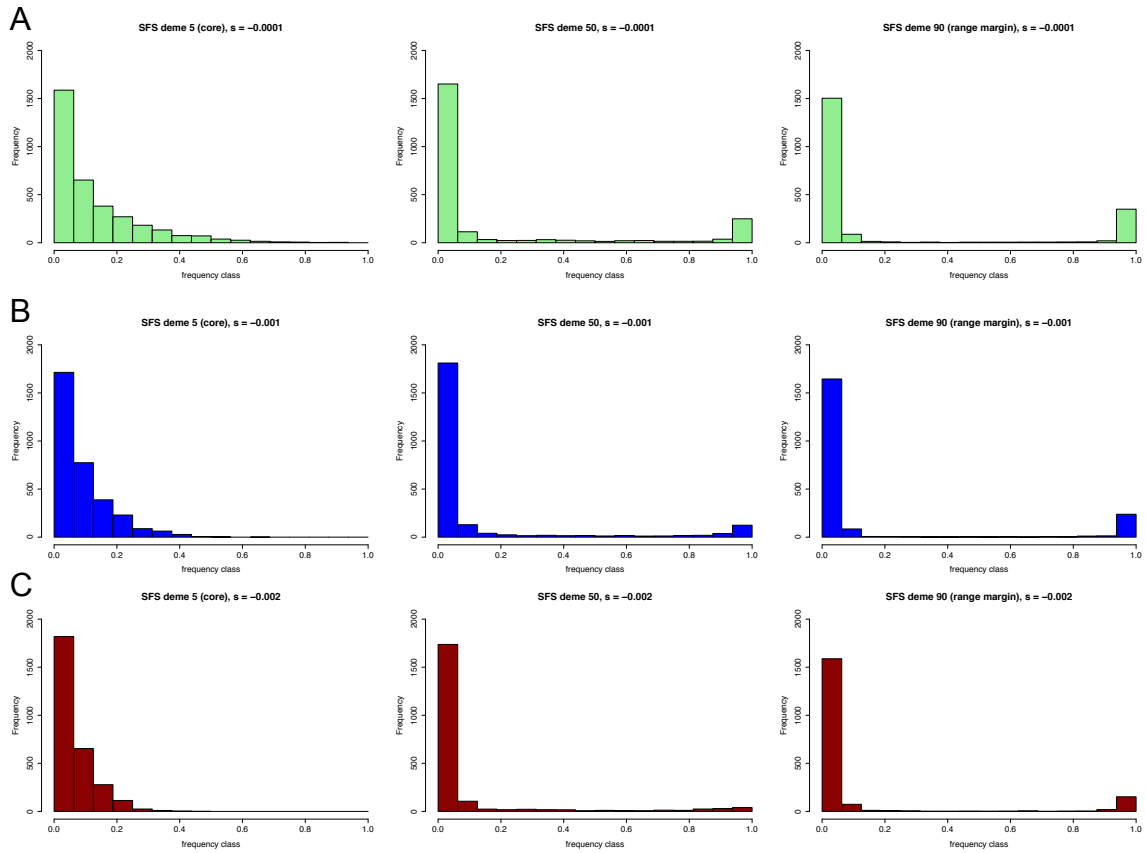 A
SFS deme 5 (core), s = −0.0001
Frequency
0 500 1000 1500 2000
0.0 0.2 0.4 0.6 0.8 1.0
frequency class
SFS deme 50, s = −0.0001
Frequency
0 500 1000 1500 2000
0.0 0.2 0.4 0.6 0.8 1.0
frequency class
SFS deme 90 (range margin), s = −0.0001
Frequency
0 500 1000 1500 2000
0.0 0.2 0.4 0.6 0.8 1.0
frequency class
B
SFS deme 5 (core), s = −0.001
Frequency
0 500 1000 1500 2000
0.0 0.2 0.4 0.6 0.8 1.0
frequency class
SFS deme 50, s = −0.001
Frequency
0 500 1000 1500 2000
0.0 0.2 0.4 0.6 0.8 1.0
frequency class
SFS deme 90 (range margin), s = −0.001
Frequency
0 500 1000 1500 2000
0.0 0.2 0.4 0.6 0.8 1.0
frequency class
C
SFS deme 5 (core), s = −0.002
Frequency
0 500 1000 1500 2000
0.0 0.2 0.4 0.6 0.8 1.0
frequency class
SFS deme 50, s = −0.002
Frequency
0 500 1000 1500 2000
0.0 0.2 0.4 0.6 0.8 1.0
frequency class
SFS deme 90 (range margin), s = −0.002
Frequency
0 500 1000 1500 2000
0.0 0.2 0.4 0.6 0.8 1.0
frequency class